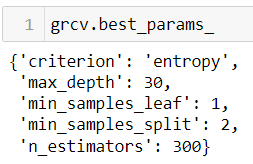 1 grcv.best_params_
{'criterion': 'entropy',
'max_depth': 30,
'min_samples_leaf': 1,
'min_samples_split': 2,
'n_estimators': 300}